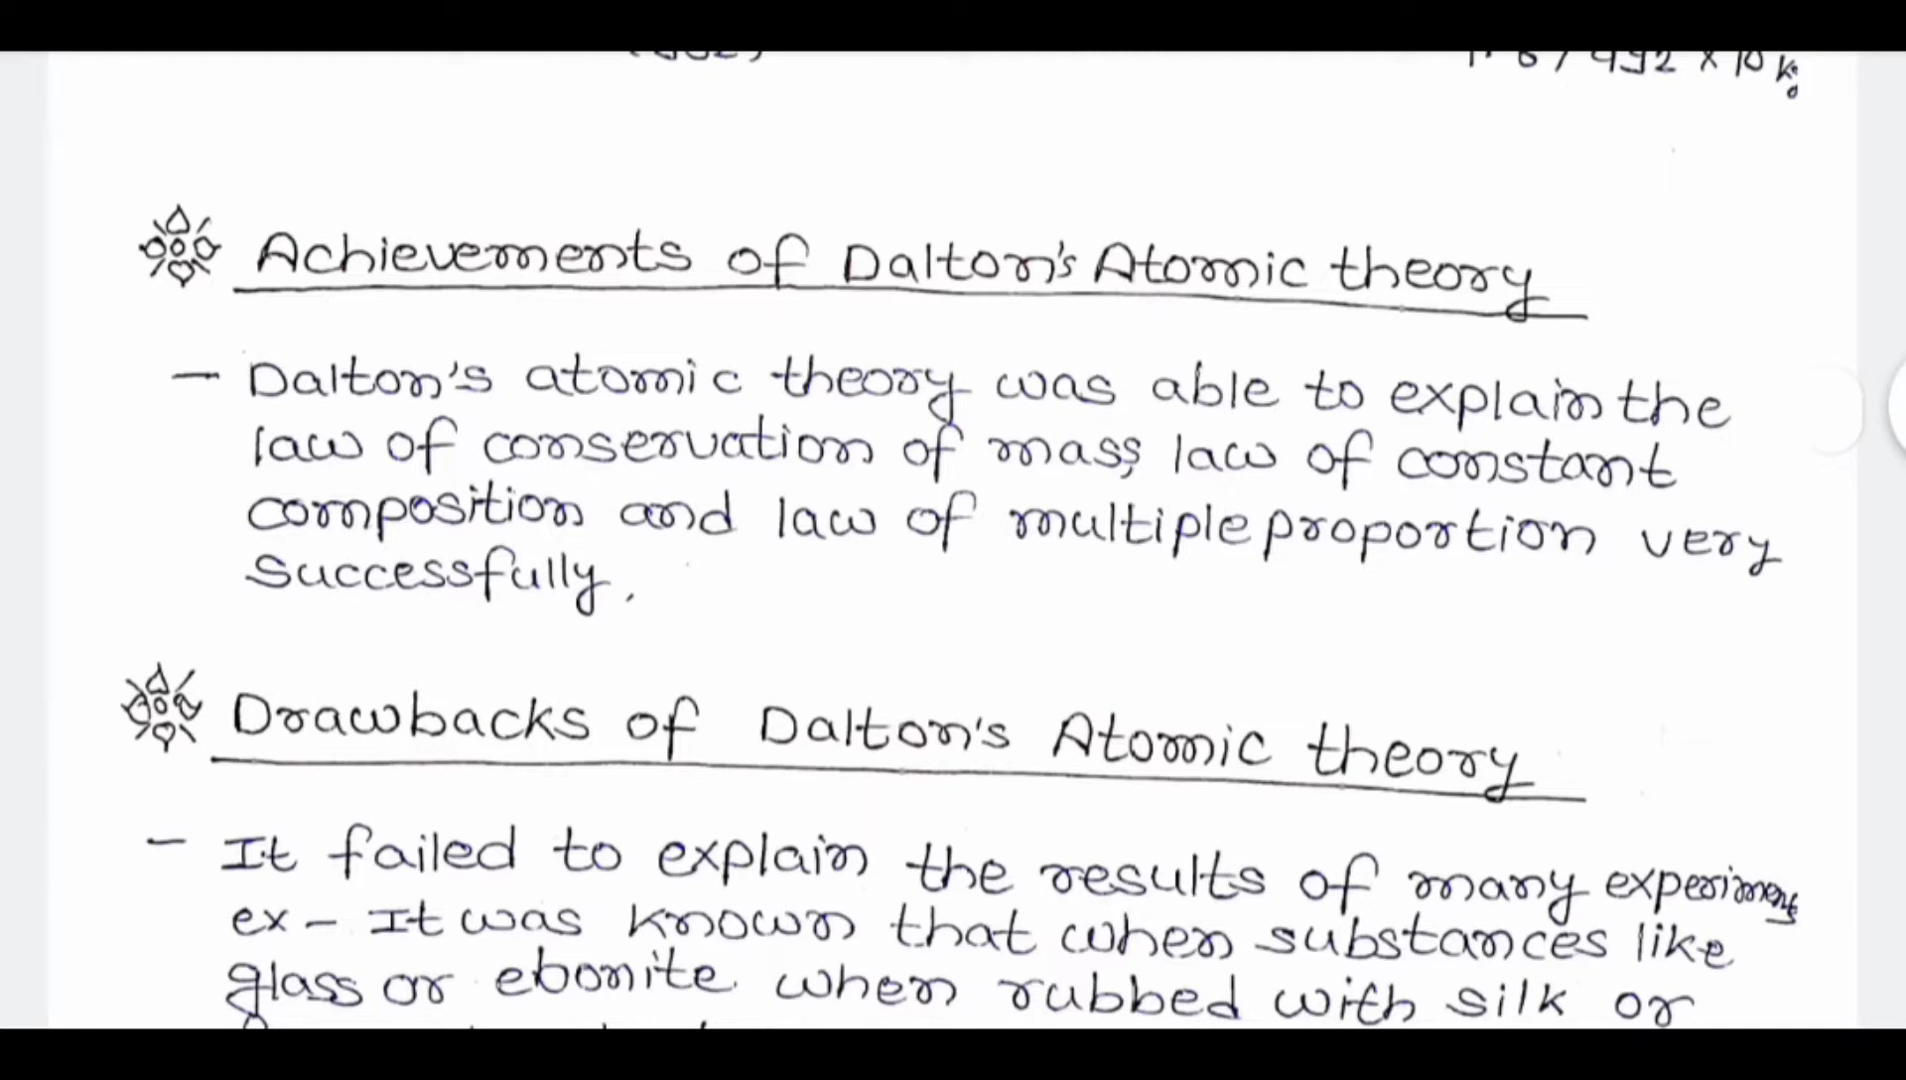 Achievements of Dalton's Atomic theory
- Dalton's atomic theory was able to explain the
law of conservation of mass, law of constant
composition and law of multiple proportion very
successfully.
Drawbacks of Dalton's Atomic theory
- It failed to explain the results of many experiment
ex - It was known that when substances like
glass or ebonite when rubbed with silk or